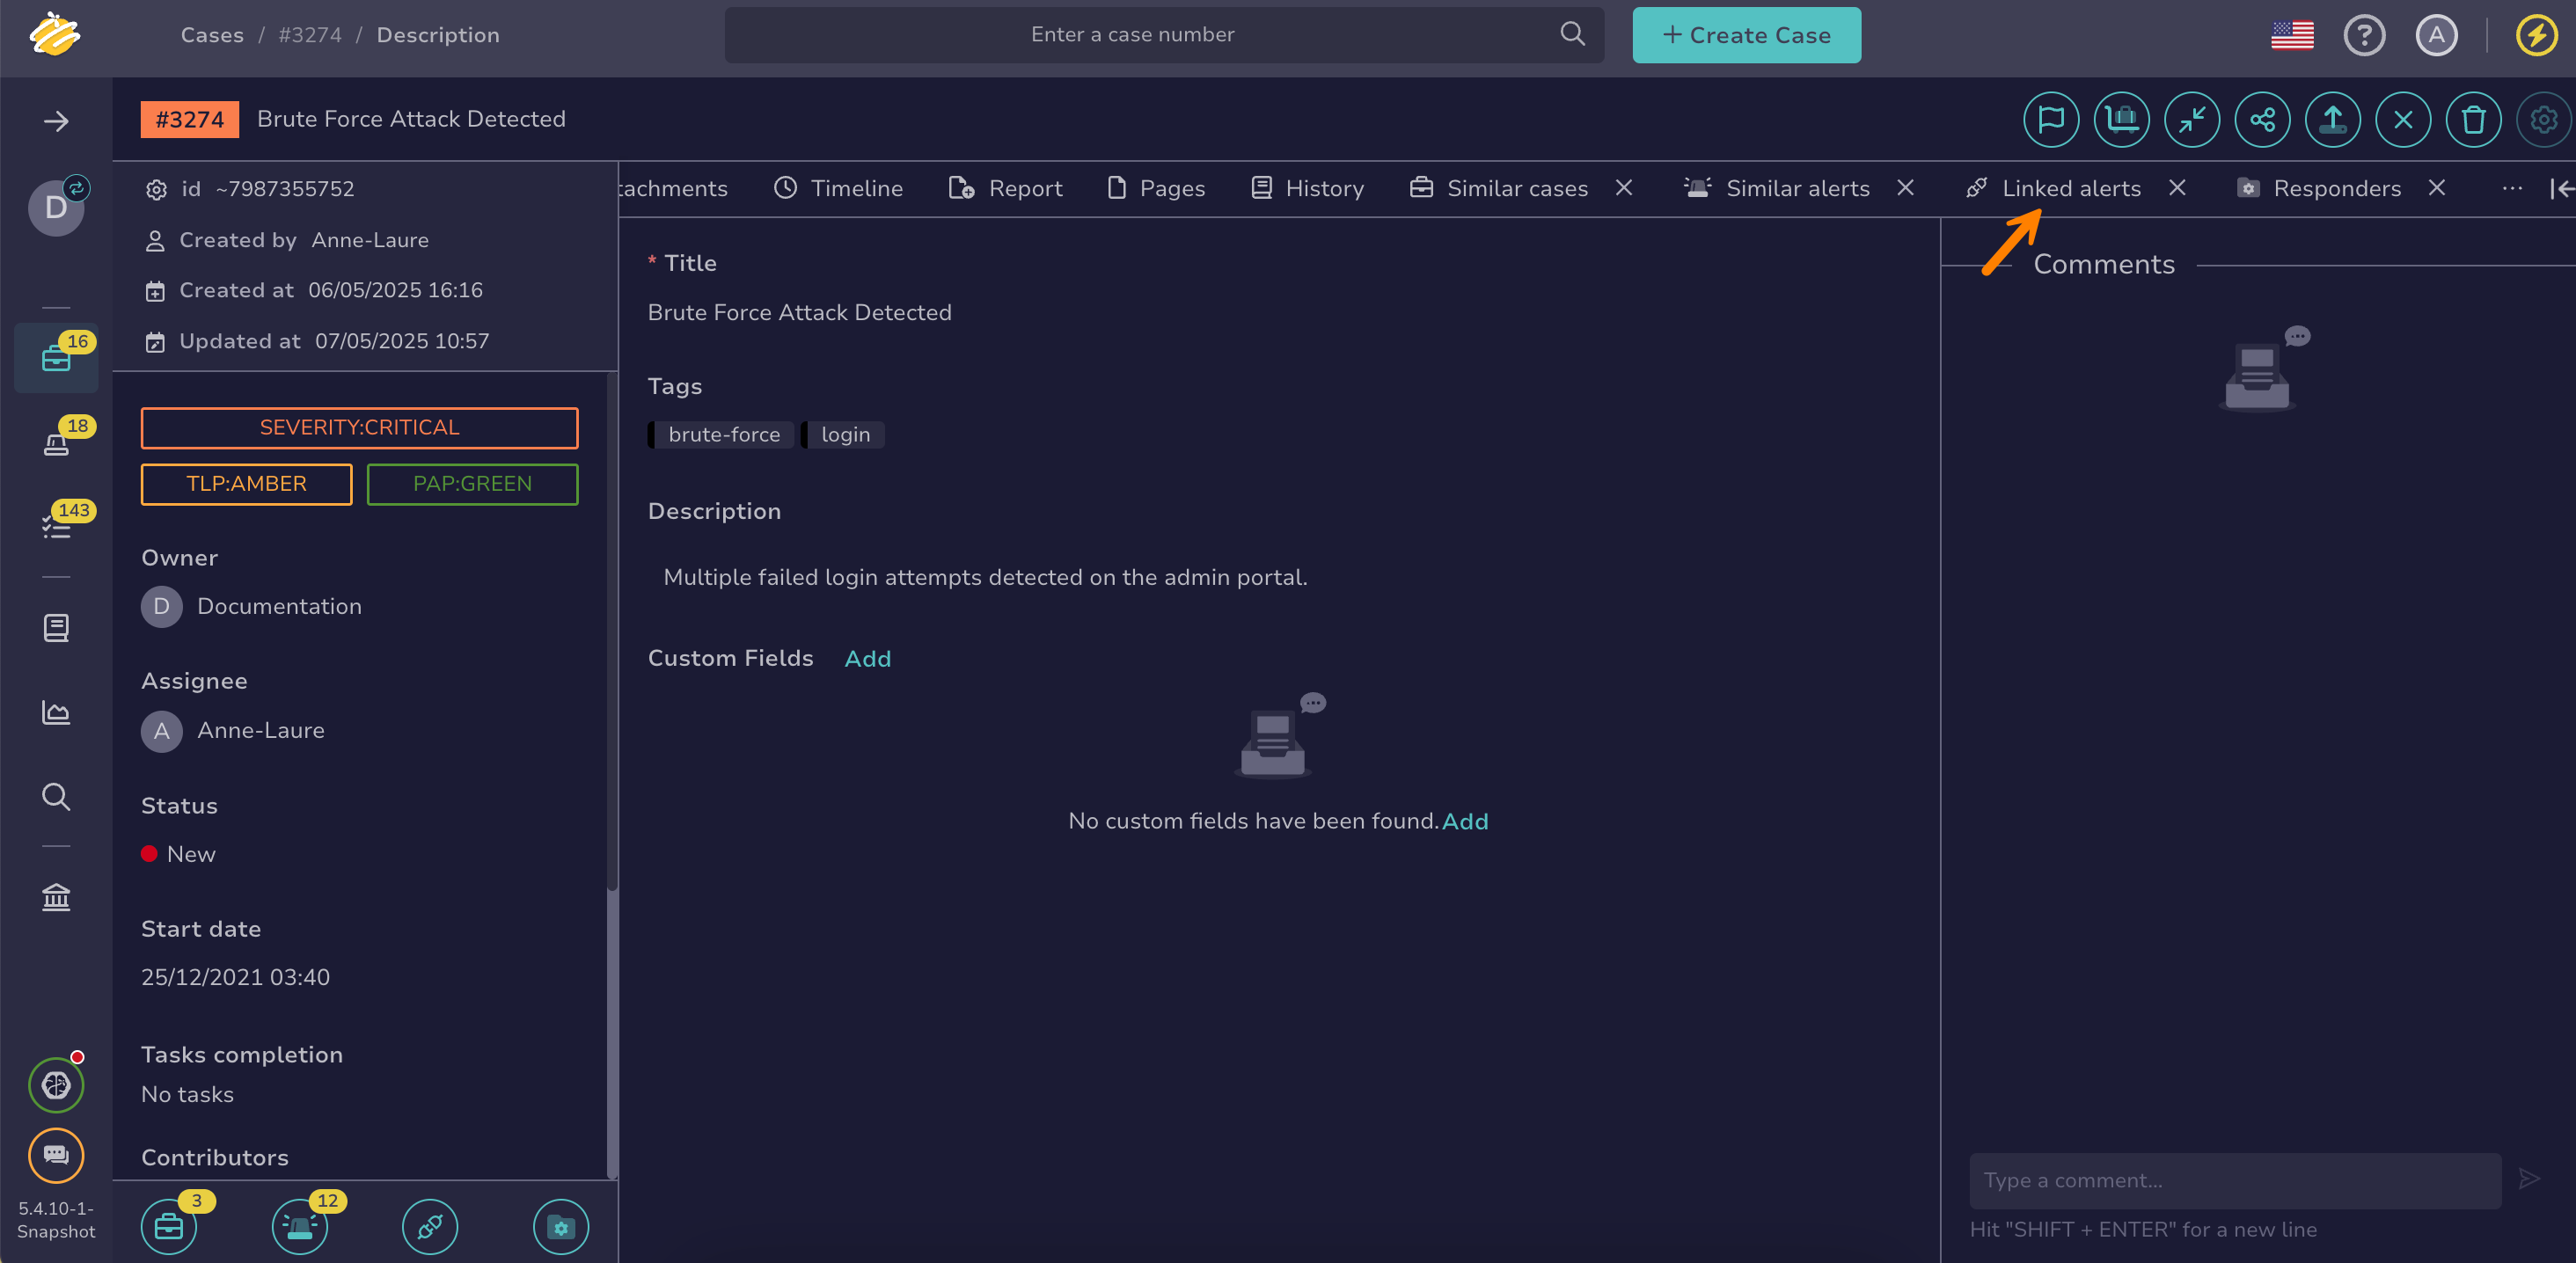 Cases / #3274 / Description
Enter a case number
+ Create Case
A
#3274 Brute Force Attack Detected
D
id ~7987355752
Created by Anne-Laure
Created at 06/05/2025 16:16
Updated at 07/05/2025 10:57
tachments
Timeline
Report
Pages
History
Similar cases
Similar alerts
Linked alerts
Responders
16
18
143
SEVERITY:CRITICAL
TLP:AMBER
PAP:GREEN
Owner
D Documentation
Assignee
A Anne-Laure
Status
New
Start date
25/12/2021 03:40
Tasks completion
No tasks
Contributors
3
12
5.4.10-1-
Snapshot
* Title
Brute Force Attack Detected
Tags
brute-force
login
Description
Multiple failed login attempts detected on the admin portal.
Custom Fields Add
No custom fields have been found. Add
Comments
Type a comment...
Hit "SHIFT + ENTER" for a new line